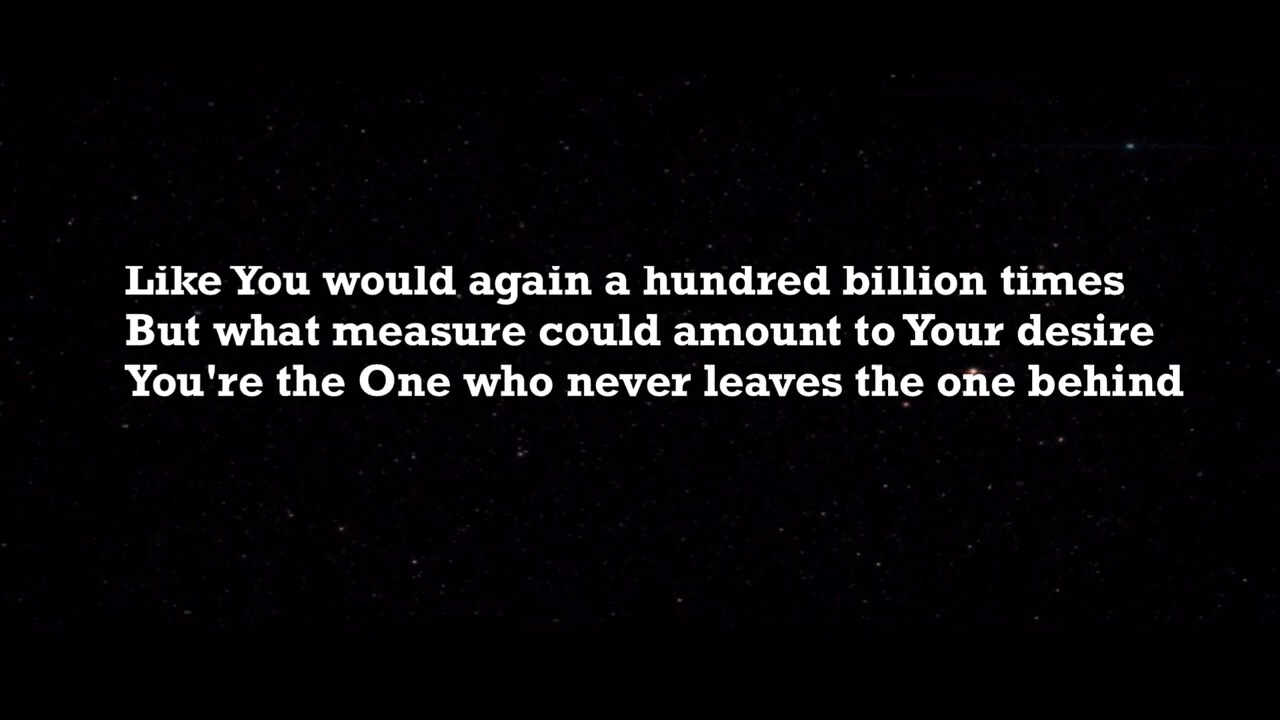 Like You would again a hundred billion times
But what measure could amount to Your desire
You're the One who never leaves the one behind